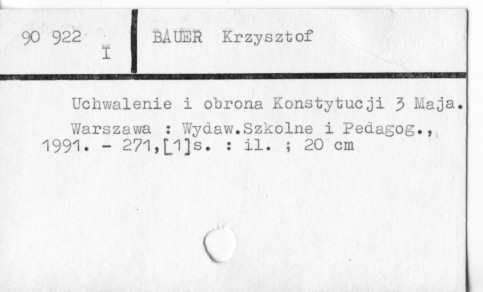 90 922 I
BAUER Krzysztof
Uchwalenie i obrona Konstytucji 3 Maja.
Warszawa : Wydaw.Szkolne i Pedagog.,
1991. - 271,[1]s. : il. ; 20 cm